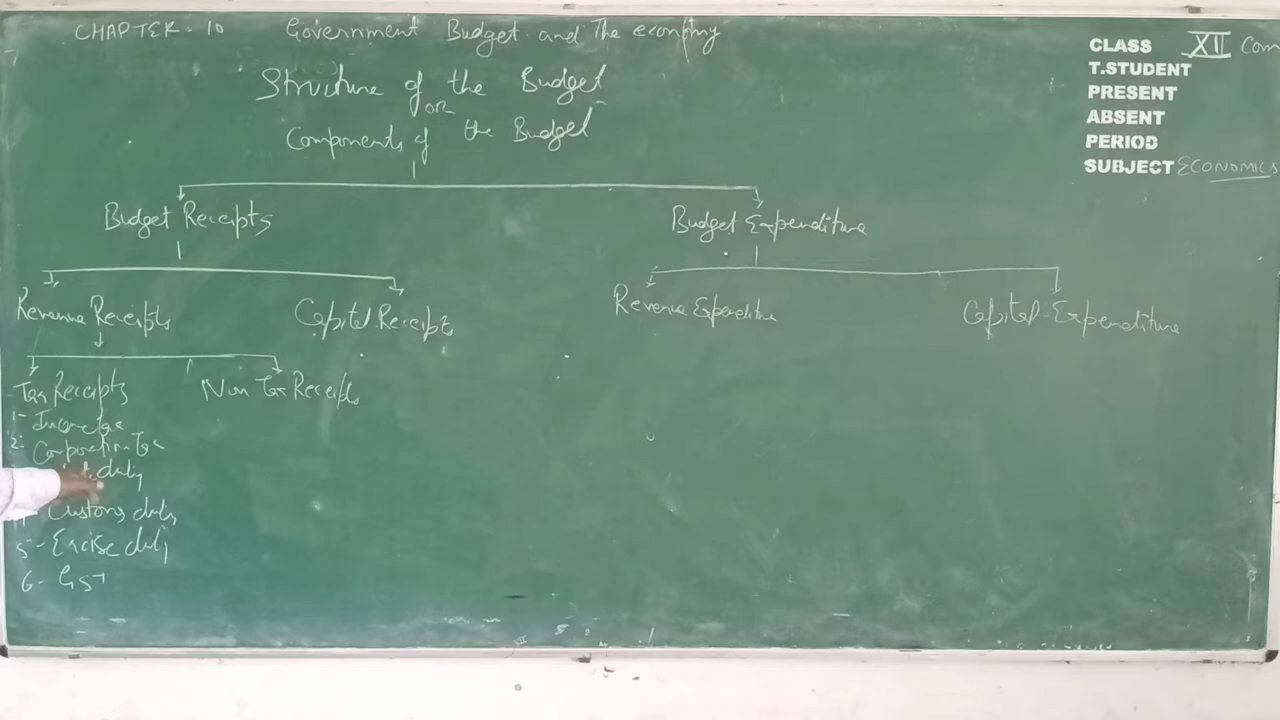 CHAPTER: 10 Government Budget and The economy
Structure of the Budget
OR
Components of the Budget
Budget Receipts Budget Expenditure
Revenue Receipts Capital Receipts Revenue Expenditure Capital Expenditure
Tax Receipts Non Tax Receipts
1- Income tax
2. Corporation Tax
duty
Customs duty
5- Excise duty
6- GST
CLASS XII Com
T.STUDENT
PRESENT
ABSENT
PERIOD
SUBJECT ECONOMICS